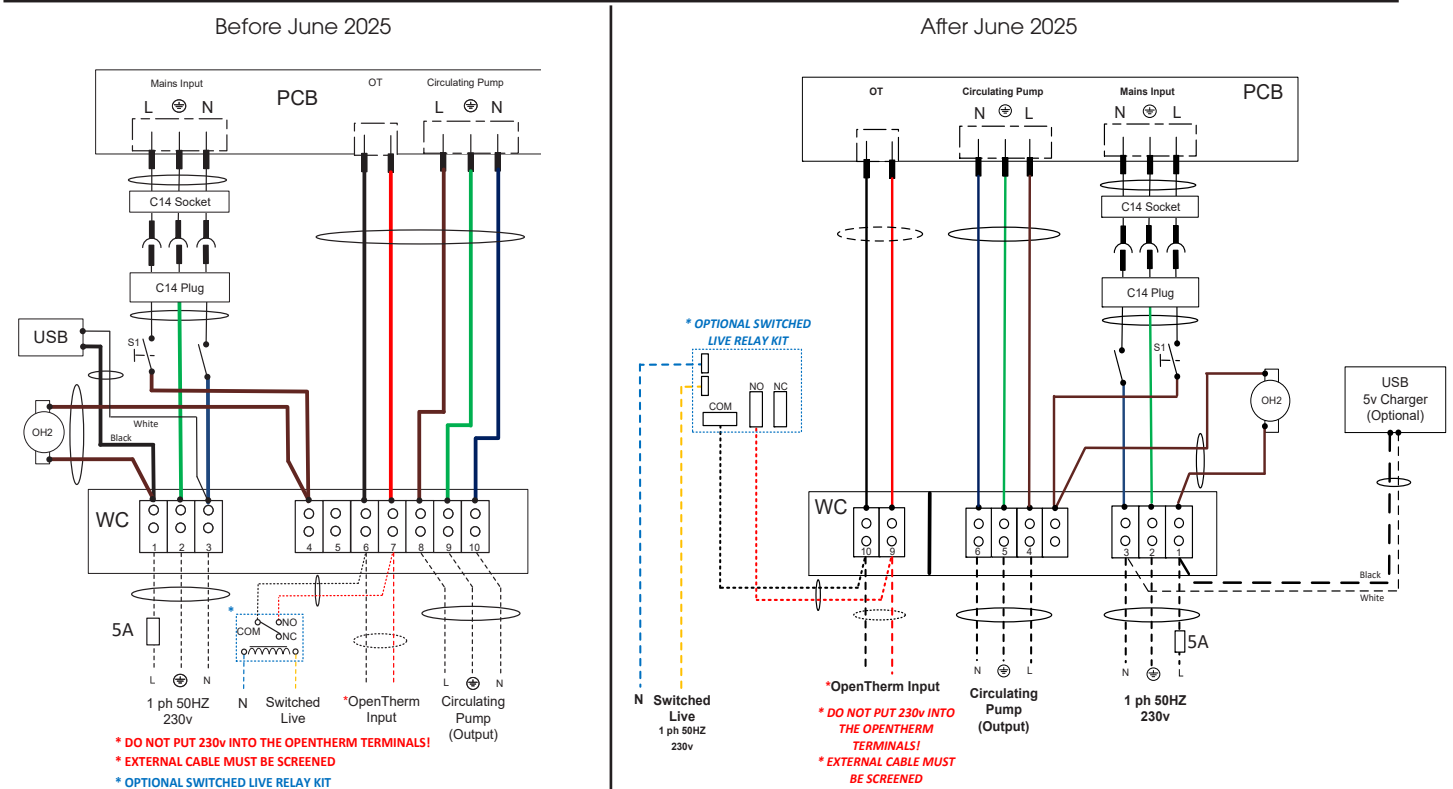 Before June 2025
Mains Input
L N
PCB
OT
Circulating Pump
L N
C14 Socket
C14 Plug
USB
S1
White
OH2
Black
WC
1 2 3
4 5 6 7 8 9 10
5A
COM
NO
NC
*
L N
1 ph 50HZ
230v
N
Switched
Live
*OpenTherm
Input
L N
Circulating
Pump
(Output)
* DO NOT PUT 230v INTO THE OPENTHERM TERMINALS!
* EXTERNAL CABLE MUST BE SCREENED
* OPTIONAL SWITCHED LIVE RELAY KIT
After June 2025
OT
Circulating Pump
N L
Mains Input
N L
PCB
C14 Socket
C14 Plug
* OPTIONAL SWITCHED
LIVE RELAY KIT
NO NC
COM
S1
OH2
USB
5v Charger
(Optional)
WC
10 9
6 5 4
3 2 1
Black
White
5A
N
Switched
Live
1 ph 50HZ
230v
*OpenTherm Input
* DO NOT PUT 230v INTO
THE OPENTHERM
TERMINALS!
* EXTERNAL CABLE MUST
BE SCREENED
N L
Circulating
Pump
(Output)
N L
1 ph 50HZ
230v